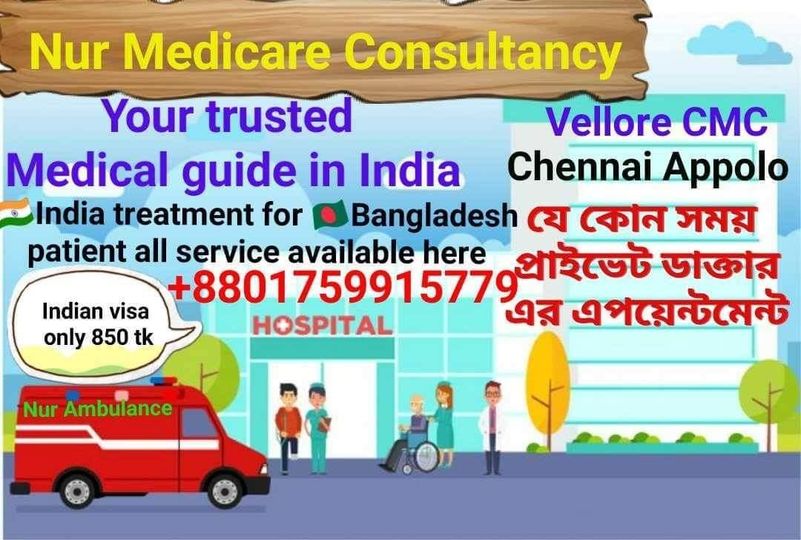 Nur Medicare Consultancy
Your trusted
Medical guide in India
Vellore CMC
Chennai Appolo
🇮🇳India treatment for 🇧🇩Bangladesh
patient all service available here
+8801759915779
যে কোন সময়
প্রাইভেট ডাক্তার
এর এপয়েন্টমেন্ট
Indian visa
only 850 tk
HOSPITAL
Nur Ambulance